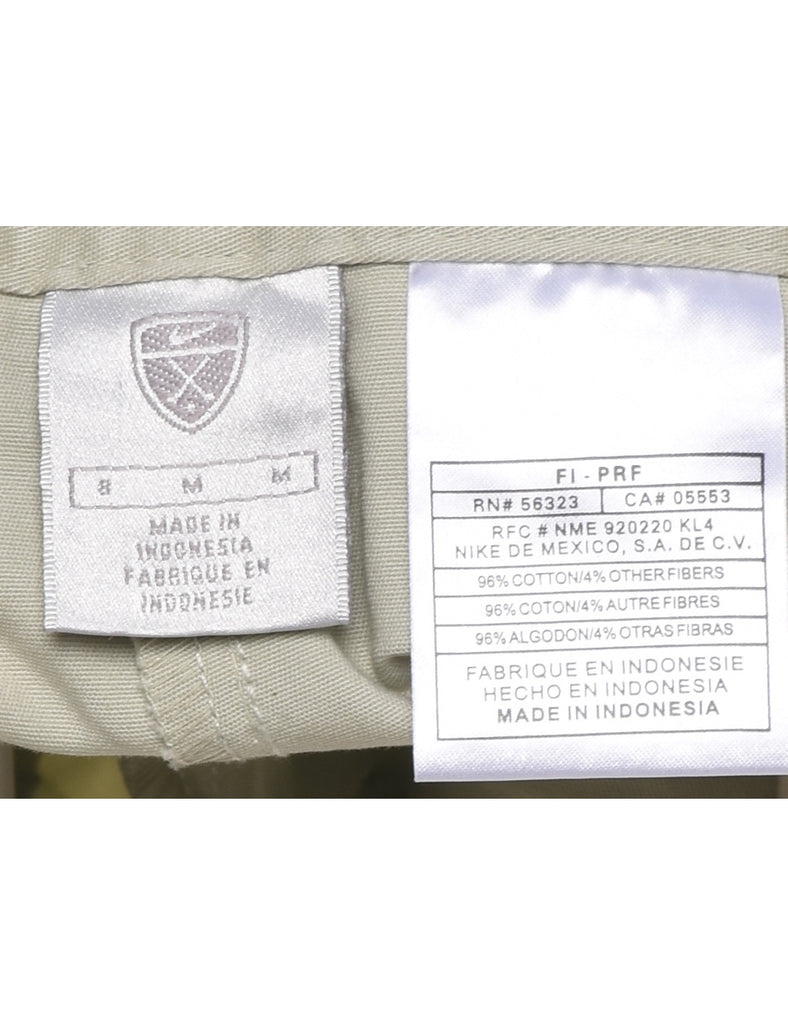 8 M M
MADE IN
INDONESIA
FABRIQUE EN
INDONESIE
FI - PRF
RN# 56323 CA# 05553
RFC # NME 920220 KL4
NIKE DE MEXICO, S.A. DE C.V.
96% COTTON/4% OTHER FIBERS
96% COTON/4% AUTRE FIBRES
96% ALGODON/4% OTRAS FIBRAS
FABRIQUE EN INDONESIE
HECHO EN INDONESIA
MADE IN INDONESIA